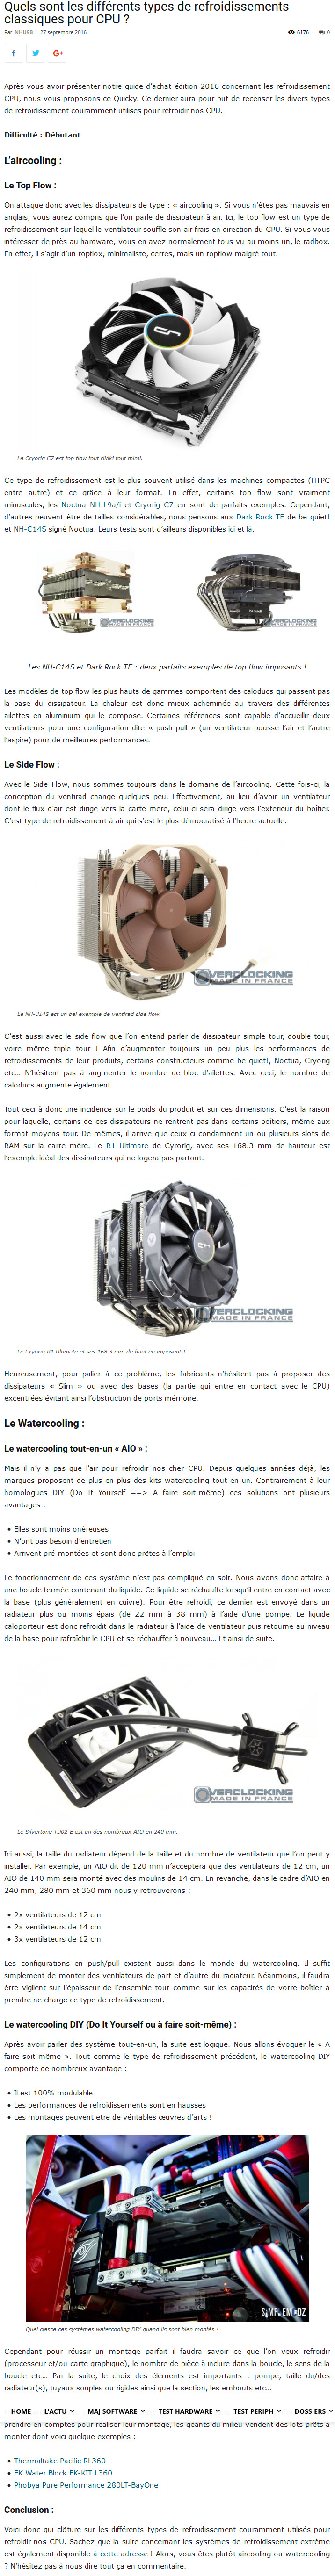 Quels sont les différents types de refroidissements
classiques pour CPU ?
Par NHU98 - 27 septembre 2016 6176 0
Après vous avoir présenter notre guide d'achat édition 2016 concernant les refroidissement
CPU, nous vous proposons ce Quicky. Ce dernier aura pour but de recenser les divers types
de refroidissement couramment utilisés pour refroidir nos CPU.
Difficulté : Débutant
L'aircooling :
Le Top Flow :
On attaque donc avec les dissipateurs de type : « aircooling ». Si vous n'êtes pas mauvais en
anglais, vous aurez compris que l'on parle de dissipateur à air. Ici, le top flow est un type de
refroidissement sur lequel le ventilateur souffle son air frais en direction du CPU. Si vous vous
intéresser de près au hardware, vous en avez normalement tous vu au moins un, le radbox.
En effet, il s'agit d'un topflox, minimaliste, certes, mais un topflow malgré tout.
Le Cryorig C7 est top flow tout rikiki tout mimi.
Ce type de refroidissement est le plus souvent utilisé dans les machines compactes (HTPC
entre autre) et ce grâce à leur format. En effet, certains top flow sont vraiment
minuscules, les Noctua NH-L9a/i et Cryorig C7 en sont de parfaits exemples. Cependant,
d'autres peuvent être de tailles considérables, nous pensons aux Dark Rock TF de be quiet!
et NH-C14S signé Noctua. Leurs tests sont d'ailleurs disponibles ici et là.
OVERCLOCKING
MADE IN FRANCE
OVERCLOCKING
MADE IN FRANCE
Les NH-C14S et Dark Rock TF : deux parfaits exemples de top flow imposants !
Les modèles de top flow les plus hauts de gammes comportent des caloducs qui passent pas
la base du dissipateur. La chaleur est donc mieux acheminée au travers des différentes
ailettes en aluminium qui le compose. Certaines références sont capable d'accueillir deux
ventilateurs pour une configuration dite « push-pull » (un ventilateur pousse l'air et l'autre
l'aspire) pour de meilleures performances.
Le Side Flow :
Avec le Side Flow, nous sommes toujours dans le domaine de l'aircooling. Cette fois-ci, la
conception du ventirad change quelques peu. Effectivement, au lieu d'avoir un ventilateur
dont le flux d'air est dirigé vers la carte mère, celui-ci sera dirigé vers l'extérieur du boîtier.
C'est type de refroidissement à air qui s'est le plus démocratisé à l'heure actuelle.
OVERCLOCKING
MADE IN FRANCE
Le NH-U14S est un bel exemple de ventirad side flow.
C'est aussi avec le side flow que l'on entend parler de dissipateur simple tour, double tour,
voire même triple tour ! Afin d'augmenter toujours un peu plus les performances de
refroidissements de leur produits, certains constructeurs comme be quiet!, Noctua, Cryorig
etc... N'hésitent pas à augmenter le nombre de bloc d'ailettes. Avec ceci, le nombre de
caloducs augmente également.
Tout ceci à donc une incidence sur le poids du produit et sur ces dimensions. C'est la raison
pour laquelle, certains de ces dissipateurs ne rentrent pas dans certains boîtiers, même aux
format moyens tour. De mêmes, il arrive que ceux-ci condamnent un ou plusieurs slots de
RAM sur la carte mère. Le R1 Ultimate de Cyrorig, avec ses 168.3 mm de hauteur est
l'exemple idéal des dissipateurs qui ne logera pas partout.
OVERCLOCKING
MADE IN FRANCE
Le Cryorig R1 Ultimate et ses 168.3 mm de haut en imposent !
Heureusement, pour palier à ce problème, les fabricants n'hésitent pas à proposer des
dissipateurs « Slim » ou avec des bases (la partie qui entre en contact avec le CPU)
excentrées évitant ainsi l'obstruction de ports mémoire.
Le Watercooling :
Le watercooling tout-en-un « AIO » :
Mais il n'y a pas que l'air pour refroidir nos cher CPU. Depuis quelques années déjà, les
marques proposent de plus en plus des kits watercooling tout-en-un. Contrairement à leur
homologues DIY (Do It Yourself ==> A faire soit-même) ces solutions ont plusieurs
avantages :
• Elles sont moins onéreuses
• N'ont pas besoin d'entretien
• Arrivent pré-montées et sont donc prêtes à l'emploi
Le fonctionnement de ces système n'est pas compliqué en soit. Nous avons donc affaire à
une boucle fermée contenant du liquide. Ce liquide se réchauffe lorsqu'il entre en contact avec
la base (plus généralement en cuivre). Pour être refroidi, ce dernier est envoyé dans un
radiateur plus ou moins épais (de 22 mm à 38 mm) à l'aide d'une pompe. Le liquide
caloporteur est donc refroidit dans le radiateur à l'aide de ventilateur puis retourne au niveau
de la base pour rafraîchir le CPU et se réchauffer à nouveau... Et ainsi de suite.
OVERCLOCKING
MADE IN FRANCE
Le Silvertone TD02-E est un des nombreux AIO en 240 mm.
Ici aussi, la taille du radiateur dépend de la taille et du nombre de ventilateur que l'on peut y
installer. Par exemple, un AIO dit de 120 mm n'acceptera que des ventilateurs de 12 cm, un
AIO de 140 mm sera monté avec des moulins de 14 cm. En revanche, dans le cadre d'AIO en
240 mm, 280 mm et 360 mm nous y retrouverons :
• 2x ventilateurs de 12 cm
• 2x ventilateurs de 14 cm
• 3x ventilateurs de 12 cm
Les configurations en push/pull existent aussi dans le monde du watercooling. Il suffit
simplement de monter des ventilateurs de part et d'autre du radiateur. Néanmoins, il faudra
être vigilent sur l'épaisseur de l'ensemble tout comme sur les capacités de votre boîtier à
prendre ne charge ce type de refroidissement.
Le watercooling DIY (Do It Yourself ou à faire soit-même) :
Après avoir parler des système tout-en-un, la suite est logique. Nous allons évoquer le « A
faire soit-même ». Tout comme le type de refroidissement précédent, le watercooling DIY
comporte de nombreux avantage :
• Il est 100% modulable
• Les performances de refroidissements sont en hausses
• Les montages peuvent être de véritables œuvres d'arts !
Quel classe ces systèmes watercooling DIY quand ils sont bien montés !
Cependant pour réussir un montage parfait il faudra savoir ce que l'on veux refroidir
(processeur et/ou carte graphique), le nombre de pièce à inclure dans la boucle, le sens de la
boucle etc... Par la suite, le choix des éléments est importants : pompe, taille du/des
radiateur(s), tuyaux souples ou rigides ainsi que la section, les embouts etc...
HOME L'ACTU MAJ SOFTWARE TEST HARDWARE TEST PERIPH DOSSIERS
prendre en comptes pour réaliser leur montage, les géants du milieu vendent des lots prêts à
monter dont voici quelque exemples :
• Thermaltake Pacific RL360
• EK Water Block EK-KIT L360
• Phobya Pure Performance 280LT-BayOne
Conclusion :
Voici donc qui clôture sur les différents types de refroidissement couramment utilisés pour
refroidir nos CPU. Sachez que la suite concernant les systèmes de refroidissement extrême
est également disponible à cette adresse ! Alors, vous êtes plutôt aircooling ou watercooling
? N'hésitez pas à nous dire tout ça en commentaire.